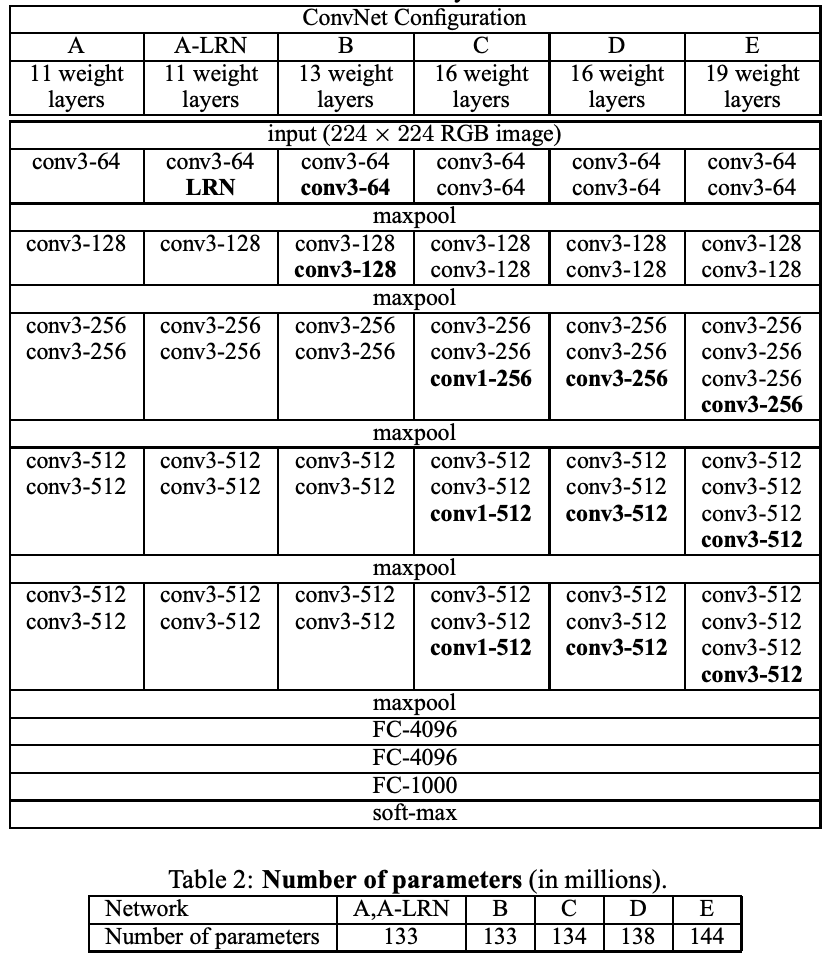 ConvNet Configuration
A A-LRN B C D E
11 weight 11 weight 13 weight 16 weight 16 weight 19 weight
layers layers layers layers layers layers
input (224 × 224 RGB image)
conv3-64 conv3-64 conv3-64 conv3-64 conv3-64 conv3-64
LRN conv3-64 conv3-64 conv3-64 conv3-64
maxpool
conv3-128 conv3-128 conv3-128 conv3-128 conv3-128 conv3-128
conv3-128 conv3-128 conv3-128 conv3-128
maxpool
conv3-256 conv3-256 conv3-256 conv3-256 conv3-256 conv3-256
conv3-256 conv3-256 conv3-256 conv3-256 conv3-256 conv3-256
conv1-256 conv3-256 conv3-256
conv3-256
maxpool
conv3-512 conv3-512 conv3-512 conv3-512 conv3-512 conv3-512
conv3-512 conv3-512 conv3-512 conv3-512 conv3-512 conv3-512
conv1-512 conv3-512 conv3-512
conv3-512
maxpool
conv3-512 conv3-512 conv3-512 conv3-512 conv3-512 conv3-512
conv3-512 conv3-512 conv3-512 conv3-512 conv3-512 conv3-512
conv1-512 conv3-512 conv3-512
conv3-512
maxpool
FC-4096
FC-4096
FC-1000
soft-max
Table 2: Number of parameters (in millions).
Network A,A-LRN B C D E
Number of parameters 133 133 134 138 144